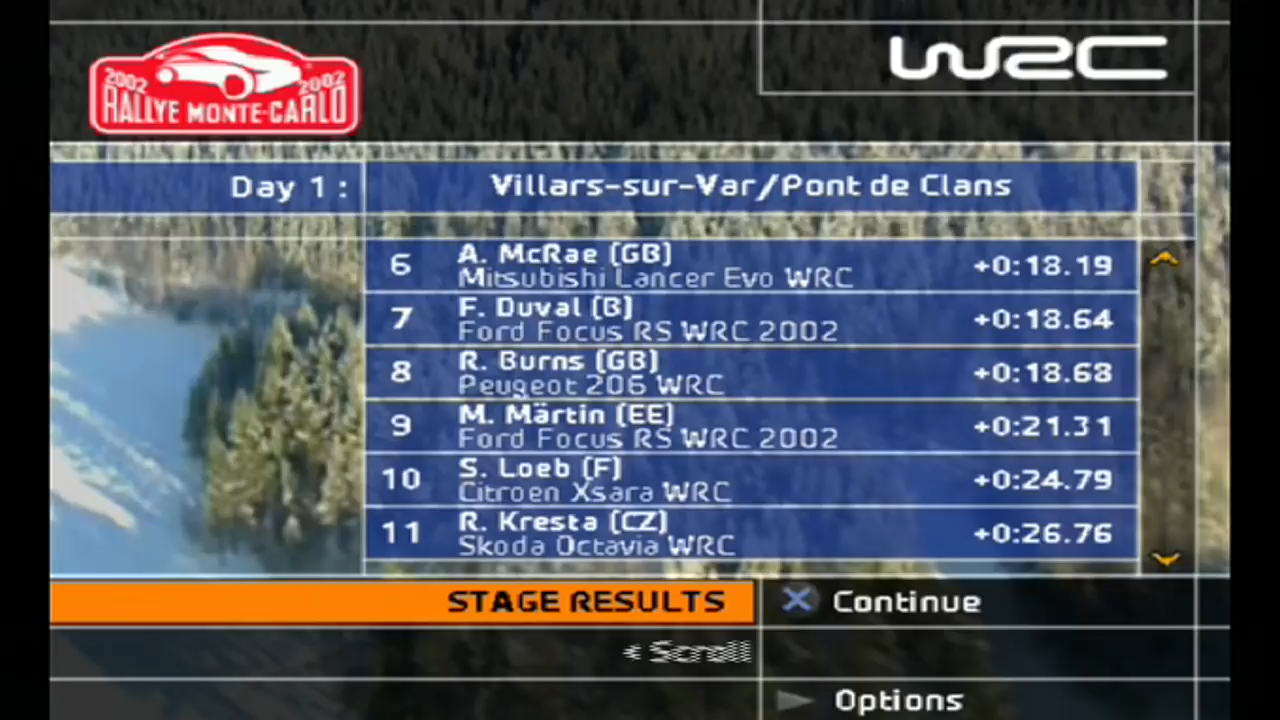 2002 2002
RALLYE MONTE-CARLO
WRC
Day 1 :
Villars-sur-Var/Pont de Clans
6 A. McRae (GB) +0:18.19
Mitsubishi Lancer Evo WRC
7 F. Duval (B) +0:18.64
Ford Focus RS WRC 2002
8 R. Burns (GB) +0:18.68
Peugeot 206 WRC
9 M. Märtin (EE) +0:21.31
Ford Focus RS WRC 2002
10 S. Loeb (F) +0:24.79
Citroen Xsara WRC
11 R. Kresta (CZ) +0:26.76
Skoda Octavia WRC
STAGE RESULTS
Continue
Scroll
Options